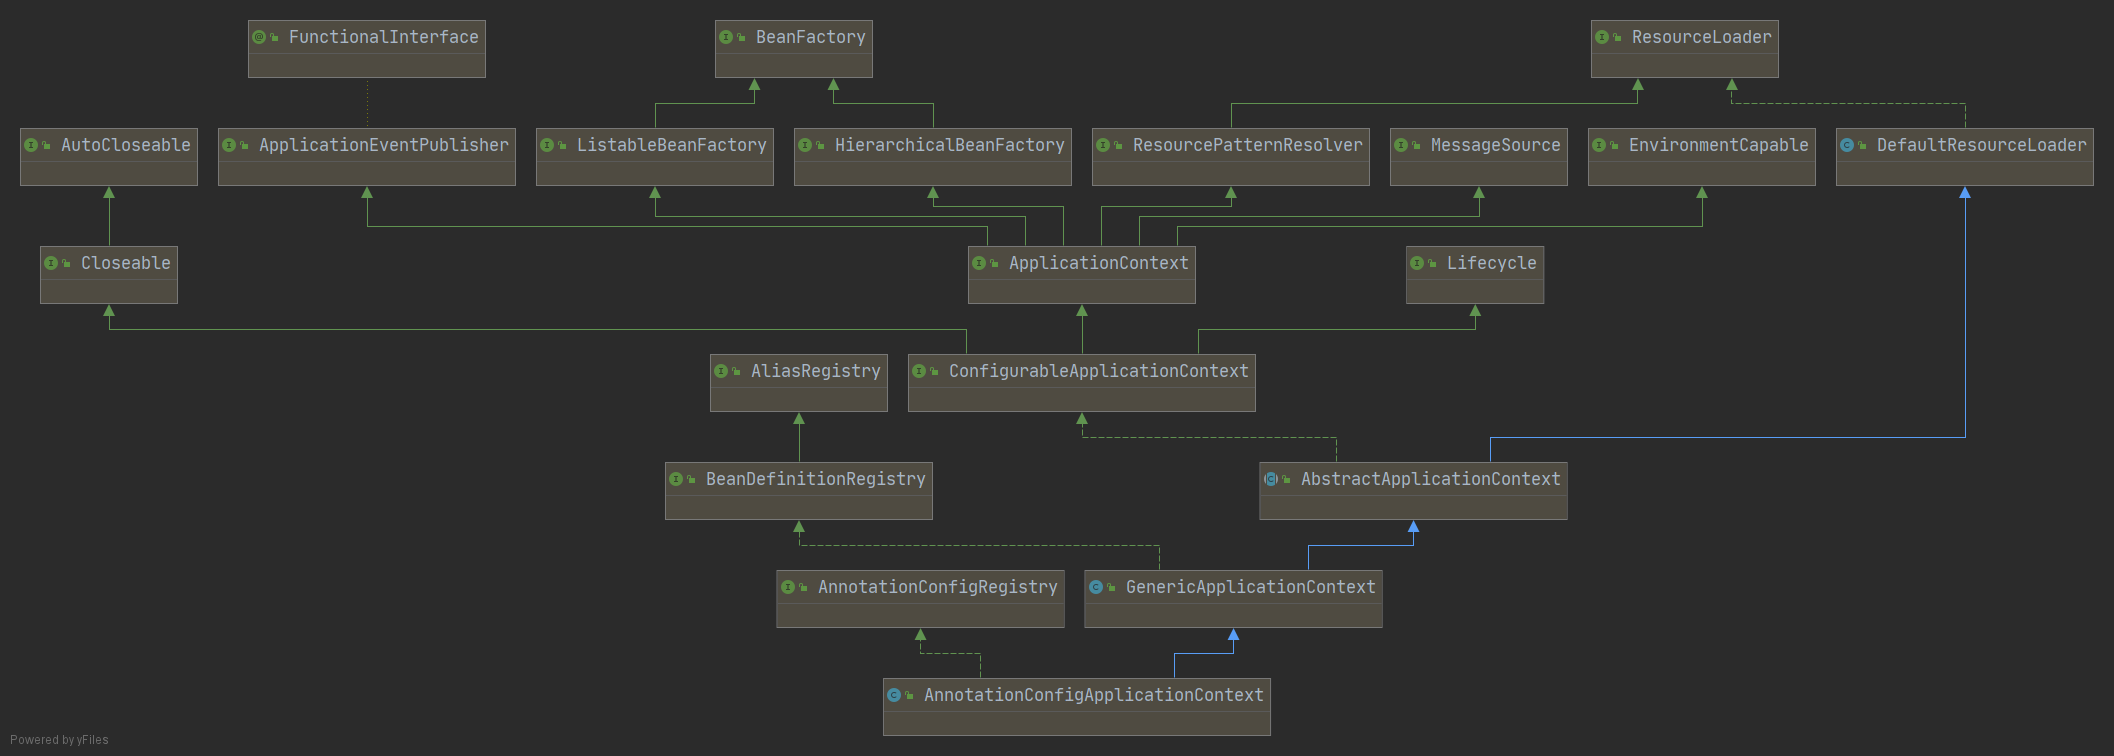 FunctionalInterface
BeanFactory
ResourceLoader
AutoCloseable
ApplicationEventPublisher
ListableBeanFactory
HierarchicalBeanFactory
ResourcePatternResolver
MessageSource
EnvironmentCapable
DefaultResourceLoader
Closeable
ApplicationContext
Lifecycle
AliasRegistry
ConfigurableApplicationContext
BeanDefinitionRegistry
AbstractApplicationContext
AnnotationConfigRegistry
GenericApplicationContext
AnnotationConfigApplicationContext
Powered by yFiles